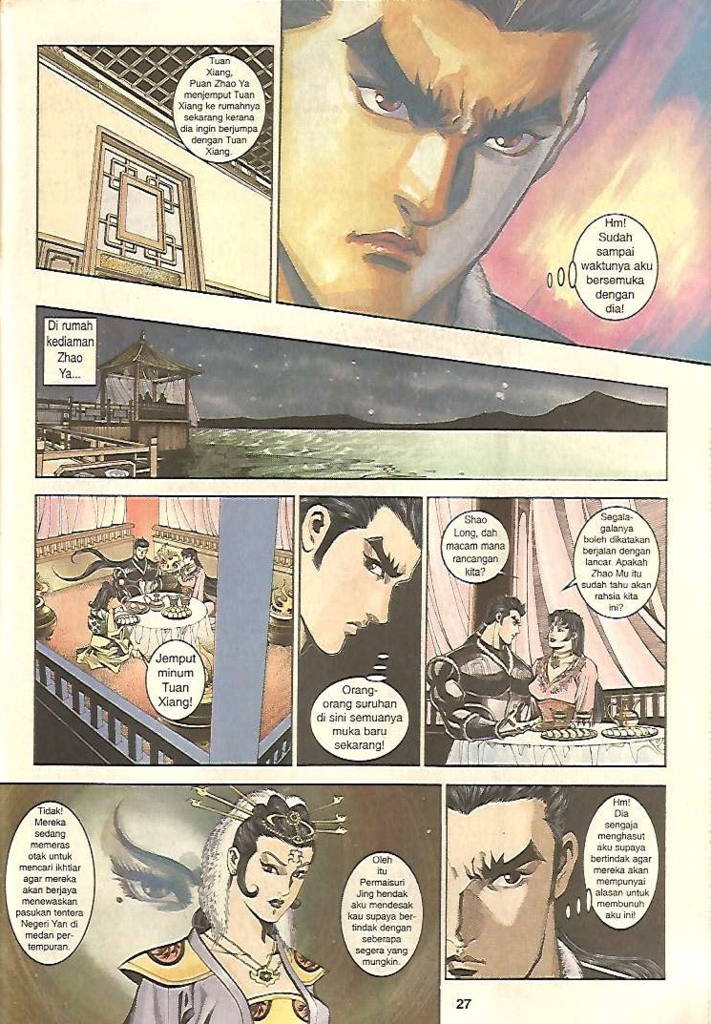 Tuan
Xiang,
Puan Zhao Ya
menjemput Tuan
Xiang ke rumahnya
sekarang kerana
dia ingin berjumpa
dengan Tuan
Xiang.
Hm!
Sudah
sampai
waktunya aku
bersemuka
dengan
dia!
Di rumah
kediaman
Zhao
Ya...
Jemput
minum
Tuan
Xiang!
Orang-
orang suruhan
di sini semuanya
muka baru
sekarang!
Shao
Long, dah
macam mana
rancangan
kita?
Segala-
galanya
boleh dikatakan
berjalan dengan
lancar. Apakah
Zhao Mu itu
sudah tahu akan
rahsia kita
ini?
Tidak!
Mereka
sedang
memeras
otak untuk
mencari ikhtiar
agar mereka
akan berjaya
menewaskan
pasukan tentera
Negeri Yan di
medan per-
tempuran.
Oleh
itu
Permaisuri
Jing hendak
aku mendesak
kau supaya ber-
tindak dengan
seberapa
segera yang
mungkin.
Hm!
Dia
sengaja
menghasut
aku supaya
bertindak agar
mereka akan
mempunyai
alasan untuk
membunuh
aku ini!
27